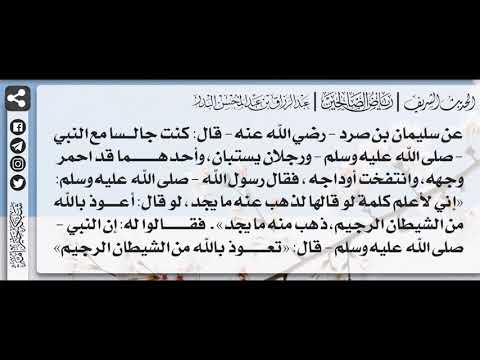 الحديث الشريف | رياض الصالحين | عبد الرزاق بن عبد المحسن البدر
عن سليمان بن صرد - رضي الله عنه - قال: كنت جالسا مع النبي
- صلى الله عليه وسلم - ورجلان يستبان، وأحدهما قد احمر
وجهه، وانتفخت أوداجه، فقال رسول الله - صلى الله عليه وسلم:
«إني لأعلم كلمة لو قالها لذهب عنه ما يجد، لو قال: أعوذ بالله
من الشيطان الرجيم، ذهب منه ما يجد». فقالوا له: إن النبي -
صلى الله عليه وسلم - قال: «تعوذ بالله من الشيطان الرجيم»